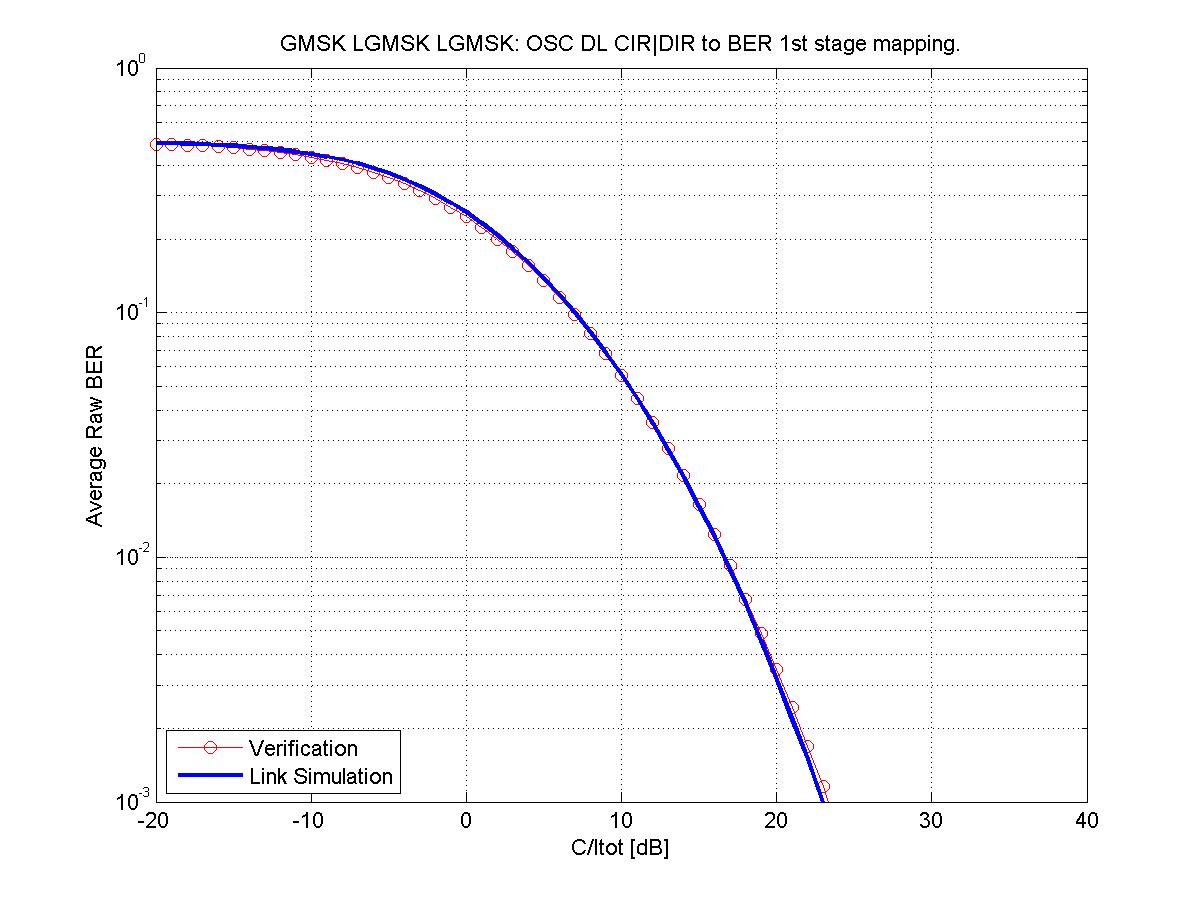 GMSK LGMSK LGMSK: OSC DL CIR|DIR to BER 1st stage mapping.
10^0
10^-1
10^-2
10^-3
Average Raw BER
Verification
Link Simulation
-20 -10 0 10 20 30 40
C/Itot [dB]